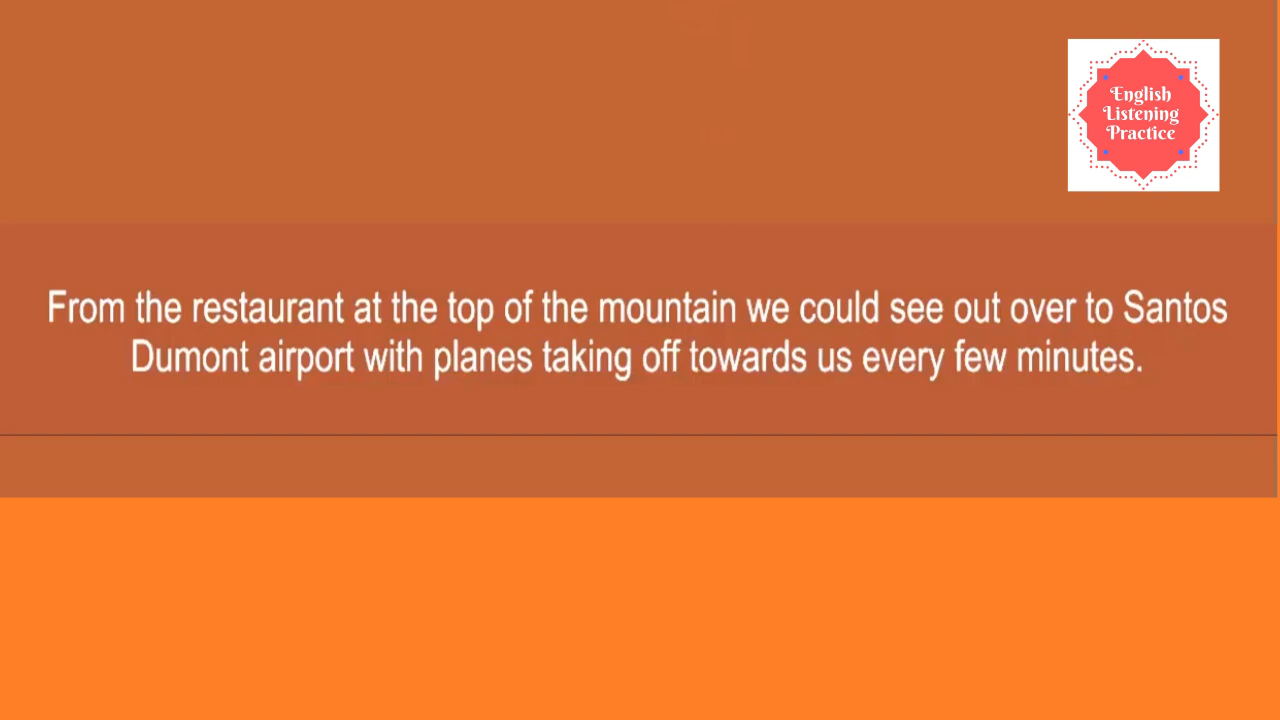 English
Listening
Practice
From the restaurant at the top of the mountain we could see out over to Santos
Dumont airport with planes taking off towards us every few minutes.